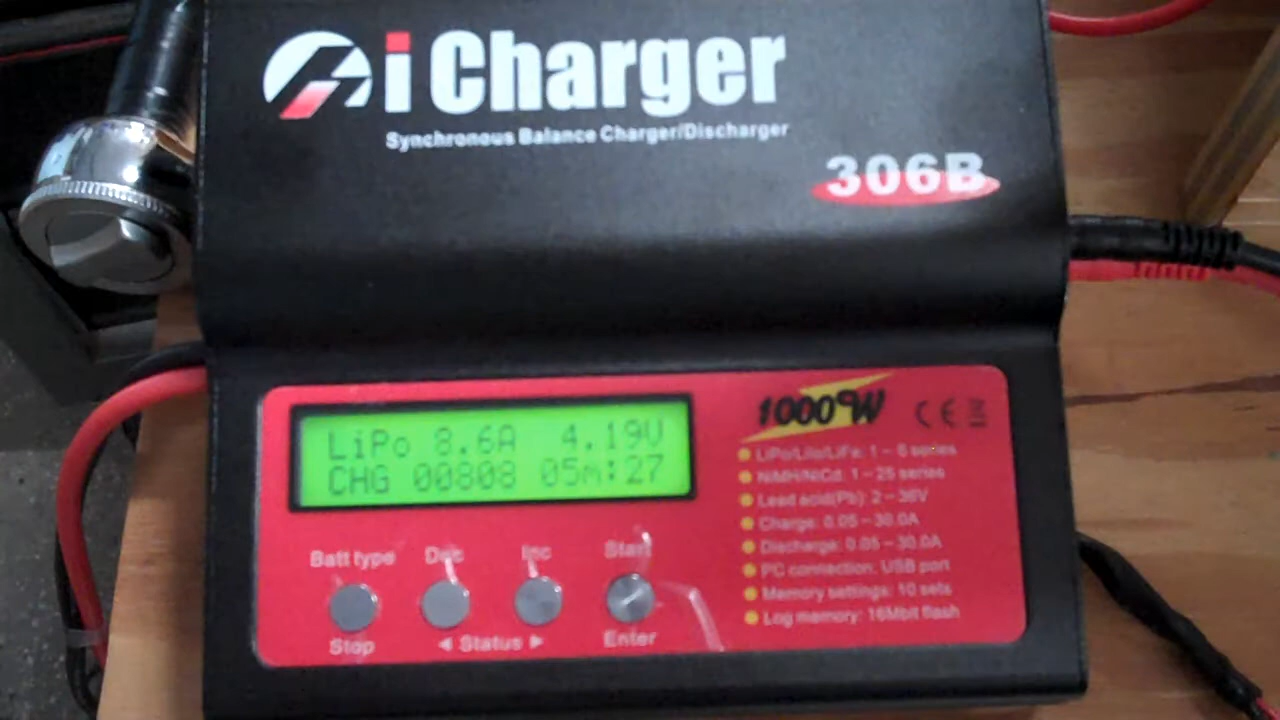 i Charger
Synchronous Balance Charger/Discharger
306B
1000W
LiPo 8.6A 4.19V
CHG 00808 05m:27
LiPo/LiIo/LiFe: 1 - 6 series
NiMH/NiCd: 1 - 25 series
Lead acid(Pb): 2 - 36V
Charge: 0.05 - 30.0A
Discharge: 0.05 - 30.0A
PC connection: USB port
Memory settings: 10 sets
Log memory: 16Mbit flash
Batt type Dec Inc Start
Stop ◄ Status ► Enter
CE